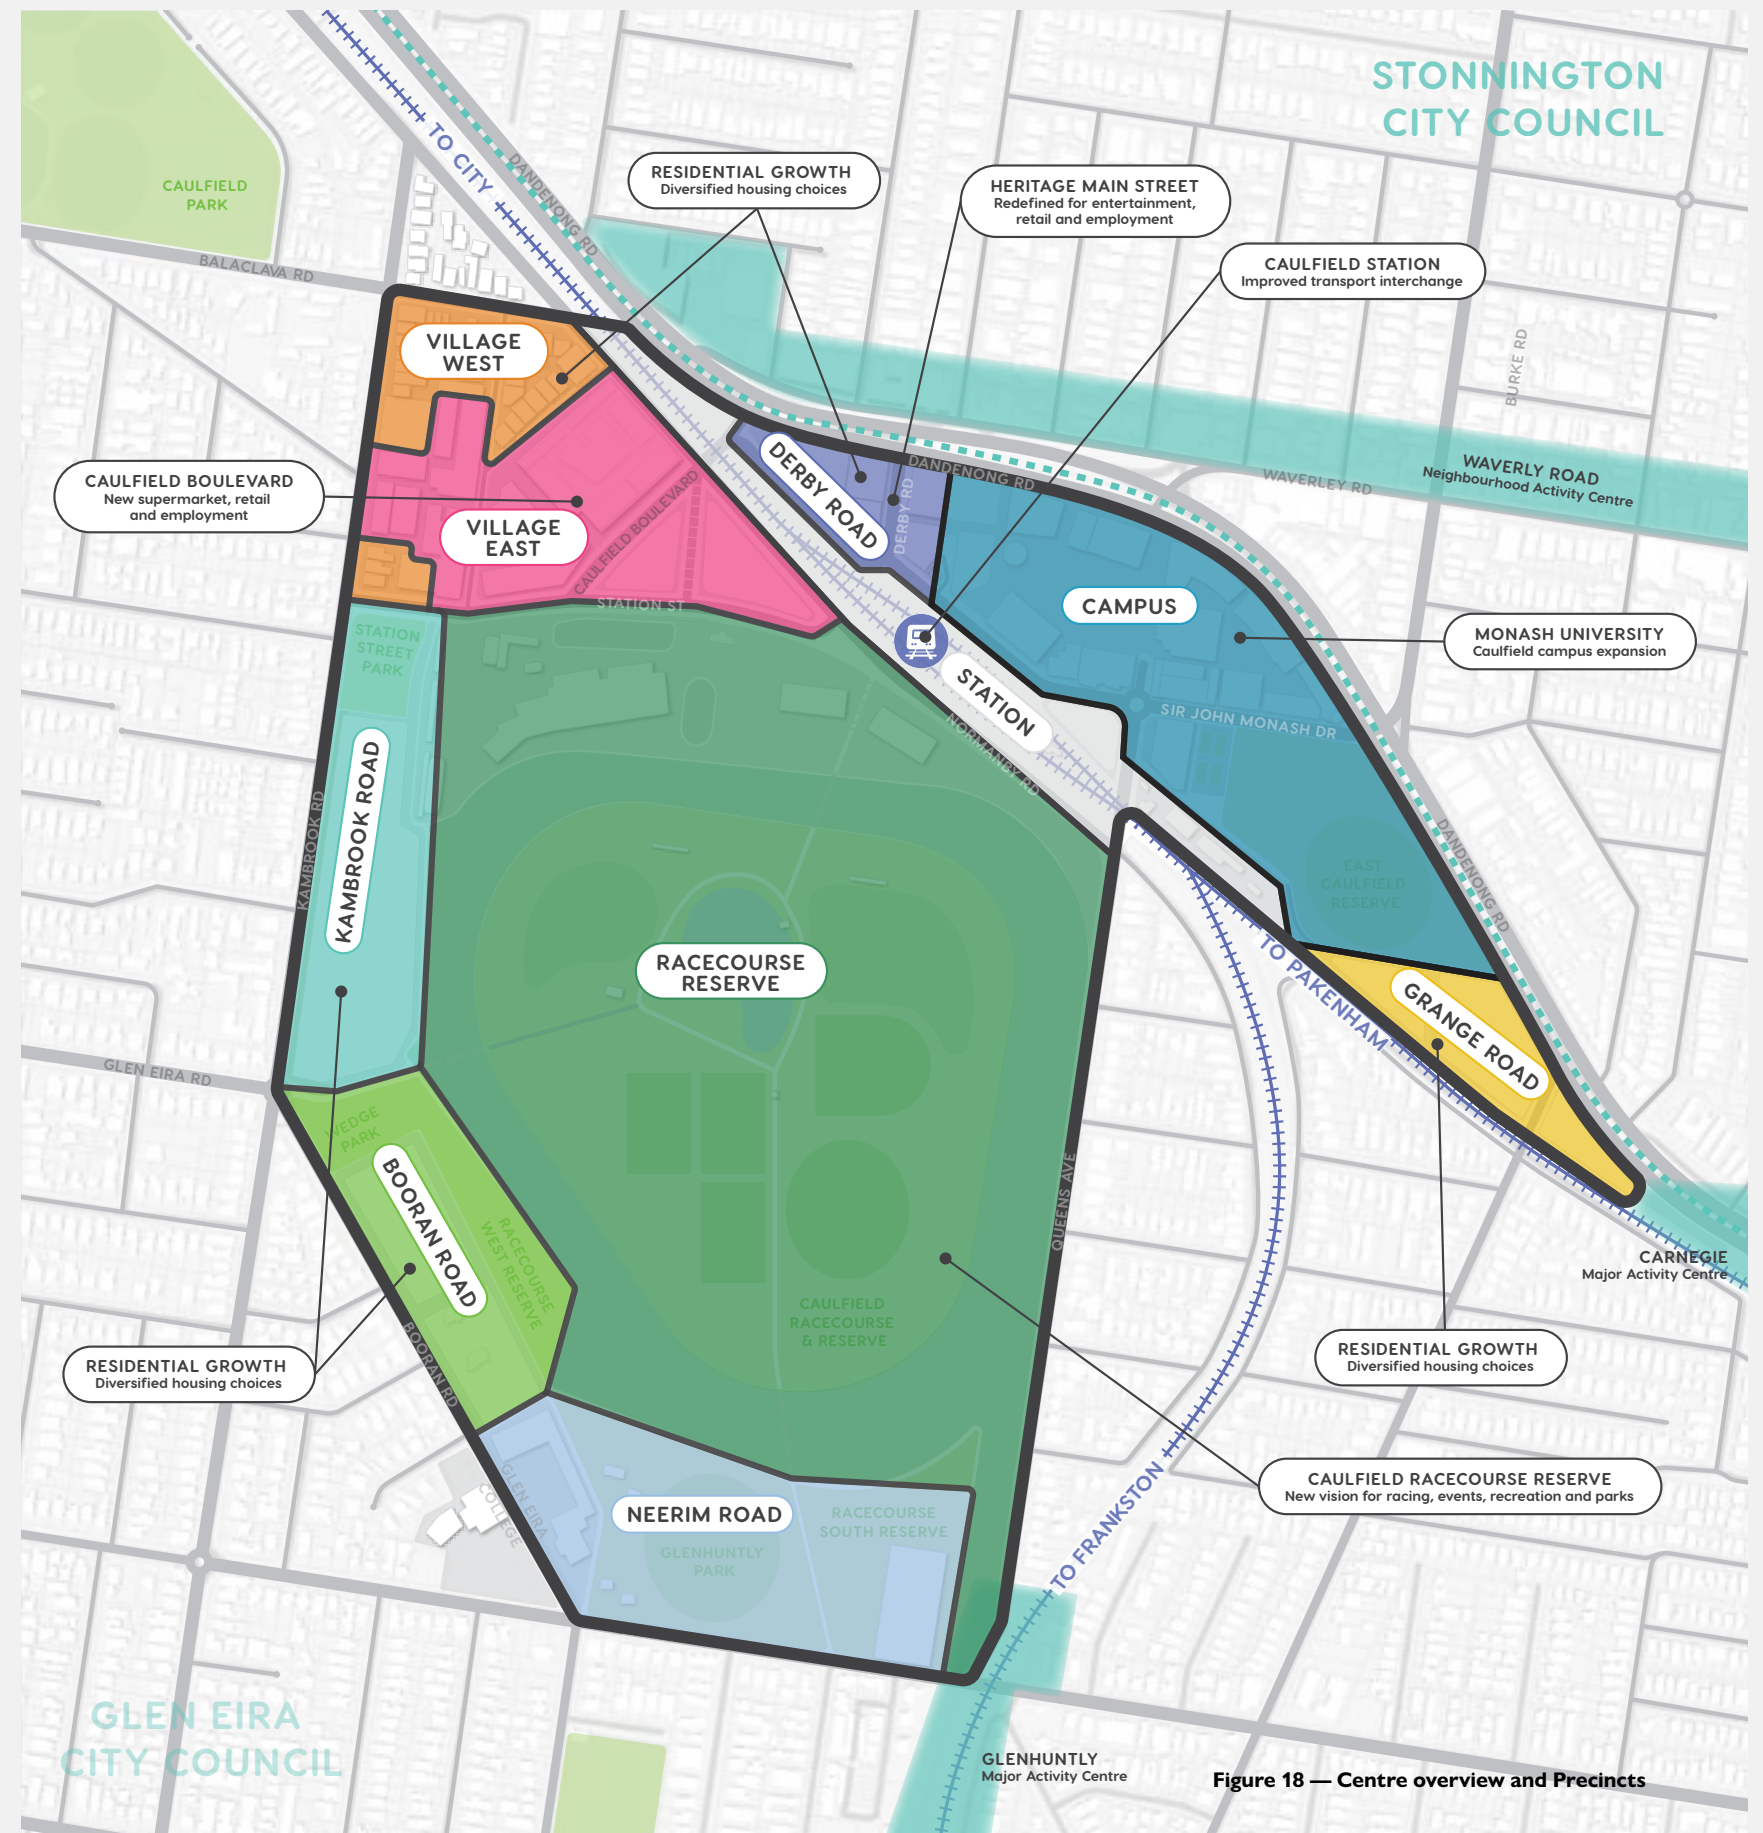 STONNINGTON
CITY COUNCIL
TO CITY
DANDENONG RD
CAULFIELD
PARK
BALACLAVA RD
RESIDENTIAL GROWTH
Diversified housing choices
HERITAGE MAIN STREET
Redefined for entertainment,
retail and employment
CAULFIELD STATION
Improved transport interchange
VILLAGE
WEST
BURKE RD
DERBY ROAD
DERBY RD
DANDENONG RD
WAVERLEY RD
WAVERLY ROAD
Neighbourhood Activity Centre
CAULFIELD BOULEVARD
New supermarket, retail
and employment
VILLAGE
EAST
CAULFIELD BOULEVARD
STATION ST
CAMPUS
MONASH UNIVERSITY
Caulfield campus expansion
STATION
STREET
PARK
STATION
NORMANBY RD
SIR JOHN MONASH DR
KAMBROOK ROAD
KAMBROOK RD
EAST
CAULFIELD
RESERVE
DANDENONG RD
RACECOURSE
RESERVE
TO PAKENHAM
GRANGE ROAD
GLEN EIRA RD
WEDGE
PARK
BOORAN ROAD
RACECOURSE
WEST RESERVE
QUEENS AVE
CARNEGIE
Major Activity Centre
CAULFIELD
RACECOURSE
& RESERVE
RESIDENTIAL GROWTH
Diversified housing choices
BOORAN RD
RESIDENTIAL GROWTH
Diversified housing choices
CAULFIELD RACECOURSE RESERVE
New vision for racing, events, recreation and parks
GLEN EIRA
COLLEGE
NEERIM ROAD
RACECOURSE
SOUTH RESERVE
GLENHUNTLY
PARK
TO FRANKSTON
GLEN EIRA
CITY COUNCIL
GLENHUNTLY
Major Activity Centre
Figure 18 — Centre overview and Precincts